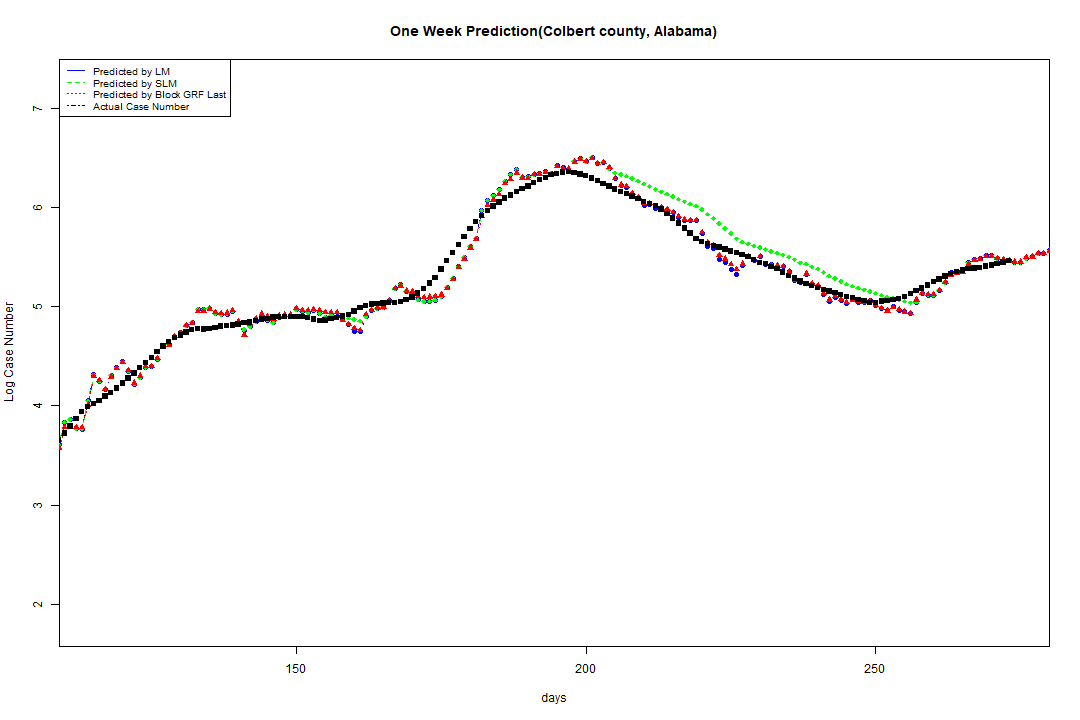 One Week Prediction(Colbert county, Alabama)
Predicted by LM
Predicted by SLM
Predicted by Block GRF Last
Actual Case Number
7
6
5
4
3
2
Log Case Number
150
200
250
days